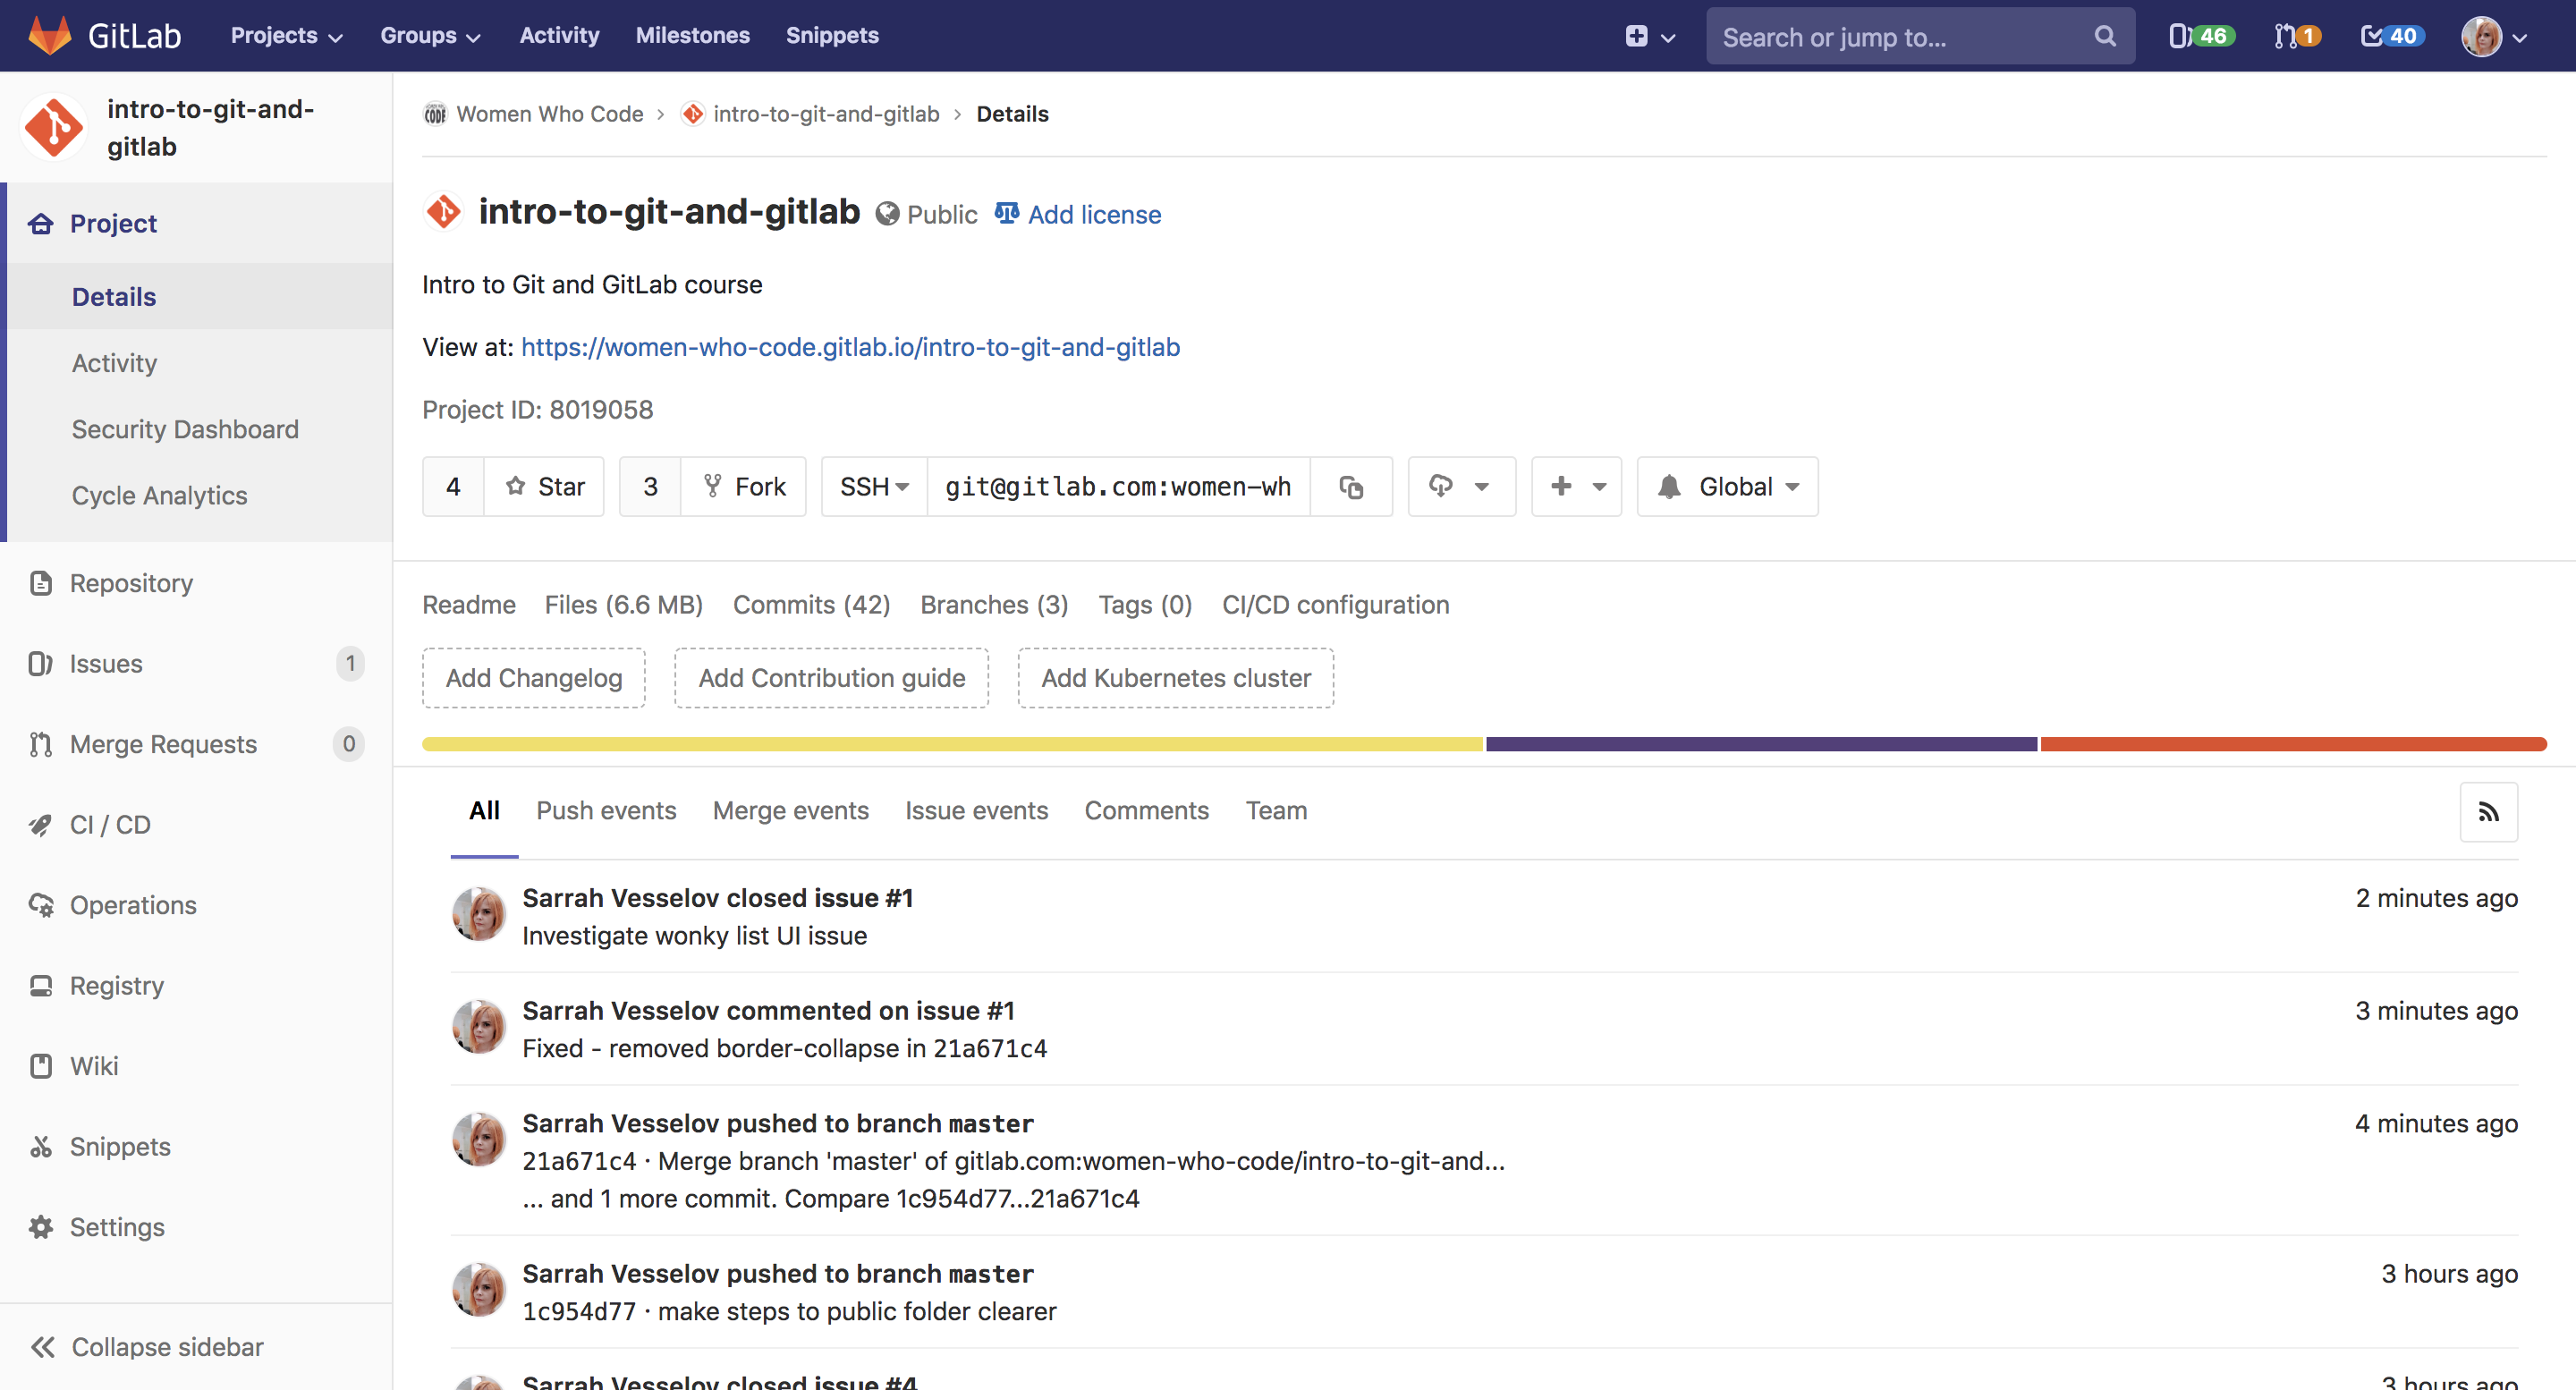 GitLab Projects Groups Activity Milestones Snippets Search or jump to... 46 1 40
intro-to-git-and-
gitlab
Project
Details
Activity
Security Dashboard
Cycle Analytics
Repository
Issues 1
Merge Requests 0
CI / CD
Operations
Registry
Wiki
Snippets
Settings
Collapse sidebar
CODE Women Who Code › intro-to-git-and-gitlab › Details
intro-to-git-and-gitlab Public Add license
Intro to Git and GitLab course
View at: https://women-who-code.gitlab.io/intro-to-git-and-gitlab
Project ID: 8019058
4 Star 3 Fork SSH git@gitlab.com:women-wh Global
Readme Files (6.6 MB) Commits (42) Branches (3) Tags (0) CI/CD configuration
Add Changelog Add Contribution guide Add Kubernetes cluster
All Push events Merge events Issue events Comments Team
Sarrah Vesselov closed issue #1 2 minutes ago
Investigate wonky list UI issue
Sarrah Vesselov commented on issue #1 3 minutes ago
Fixed - removed border-collapse in 21a671c4
Sarrah Vesselov pushed to branch master 4 minutes ago
21a671c4 · Merge branch 'master' of gitlab.com:women-who-code/intro-to-git-and...
... and 1 more commit. Compare 1c954d77...21a671c4
Sarrah Vesselov pushed to branch master 3 hours ago
1c954d77 · make steps to public folder clearer
Sarrah Vesselov closed issue #4 3 hours ago